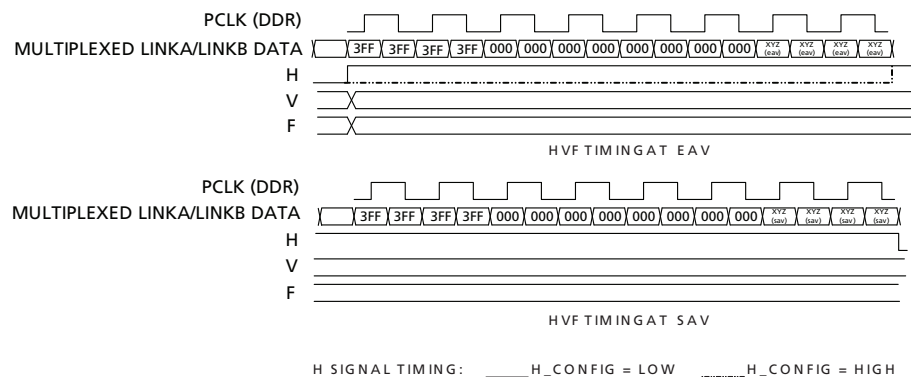 PCLK (DDR)
MULTIPLEXED LINKA/LINKB DATA 3FF 3FF 3FF 3FF 000 000 000 000 000 000 000 000 XYZ (eav) XYZ (eav) XYZ (eav) XYZ (eav)
H
V
F
HVF TIMING AT EAV
PCLK (DDR)
MULTIPLEXED LINKA/LINKB DATA 3FF 3FF 3FF 3FF 000 000 000 000 000 000 000 000 XYZ (sav) XYZ (sav) XYZ (sav) XYZ (sav)
H
V
F
HVF TIMING AT SAV
H SIGNAL TIMING: H_CONFIG = LOW H_CONFIG = HIGH